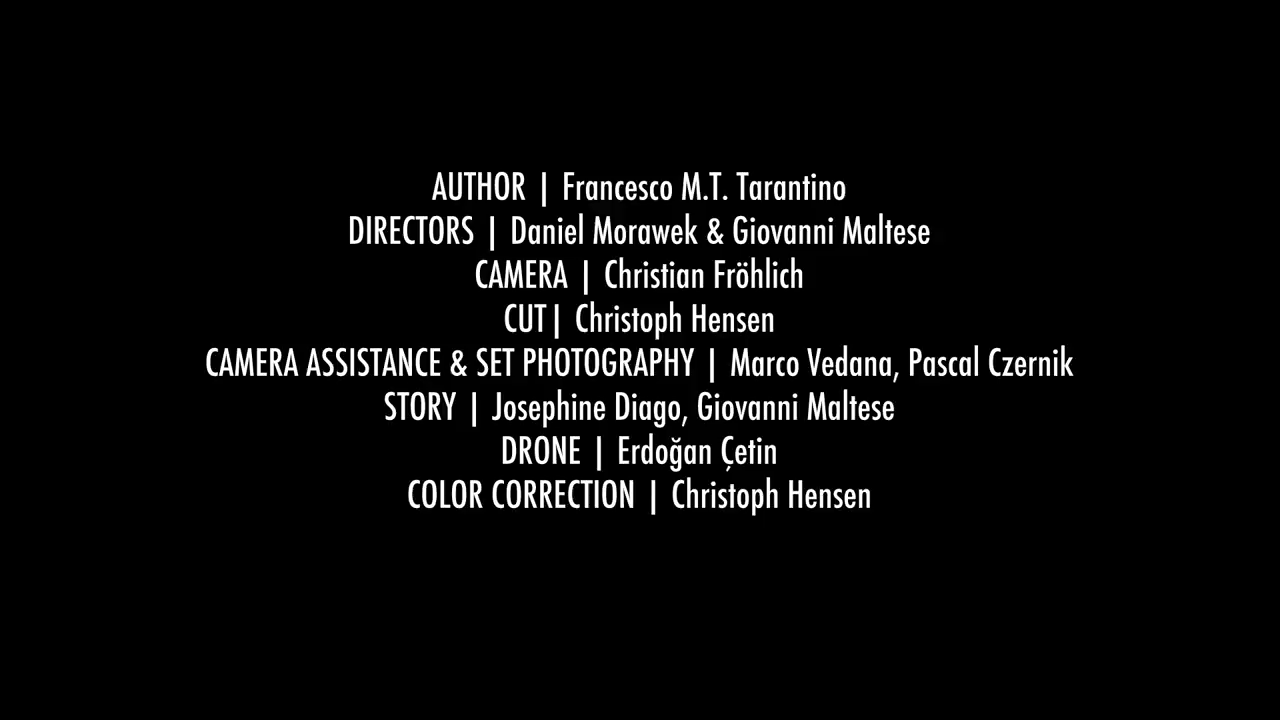 AUTHOR | Francesco M.T. Tarantino
DIRECTORS | Daniel Morawek & Giovanni Maltese
CAMERA | Christian Fröhlich
CUT| Christoph Hensen
CAMERA ASSISTANCE & SET PHOTOGRAPHY | Marco Vedana, Pascal Czernik
STORY | Josephine Diago, Giovanni Maltese
DRONE | Erdoğan Çetin
COLOR CORRECTION | Christoph Hensen